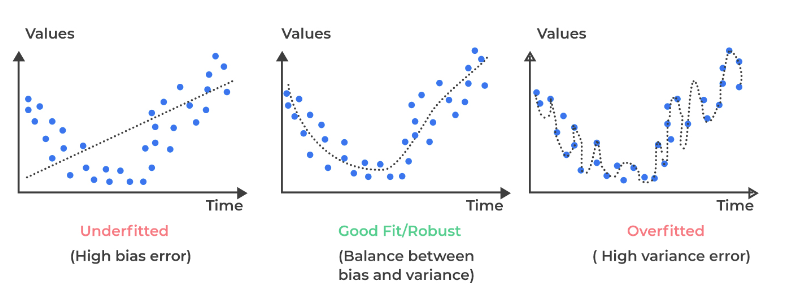 Values
Values
Values
Time
Time
Time
Underfitted
Good Fit/Robust
Overfitted
(High bias error)
(Balance between
bias and variance)
( High variance error)